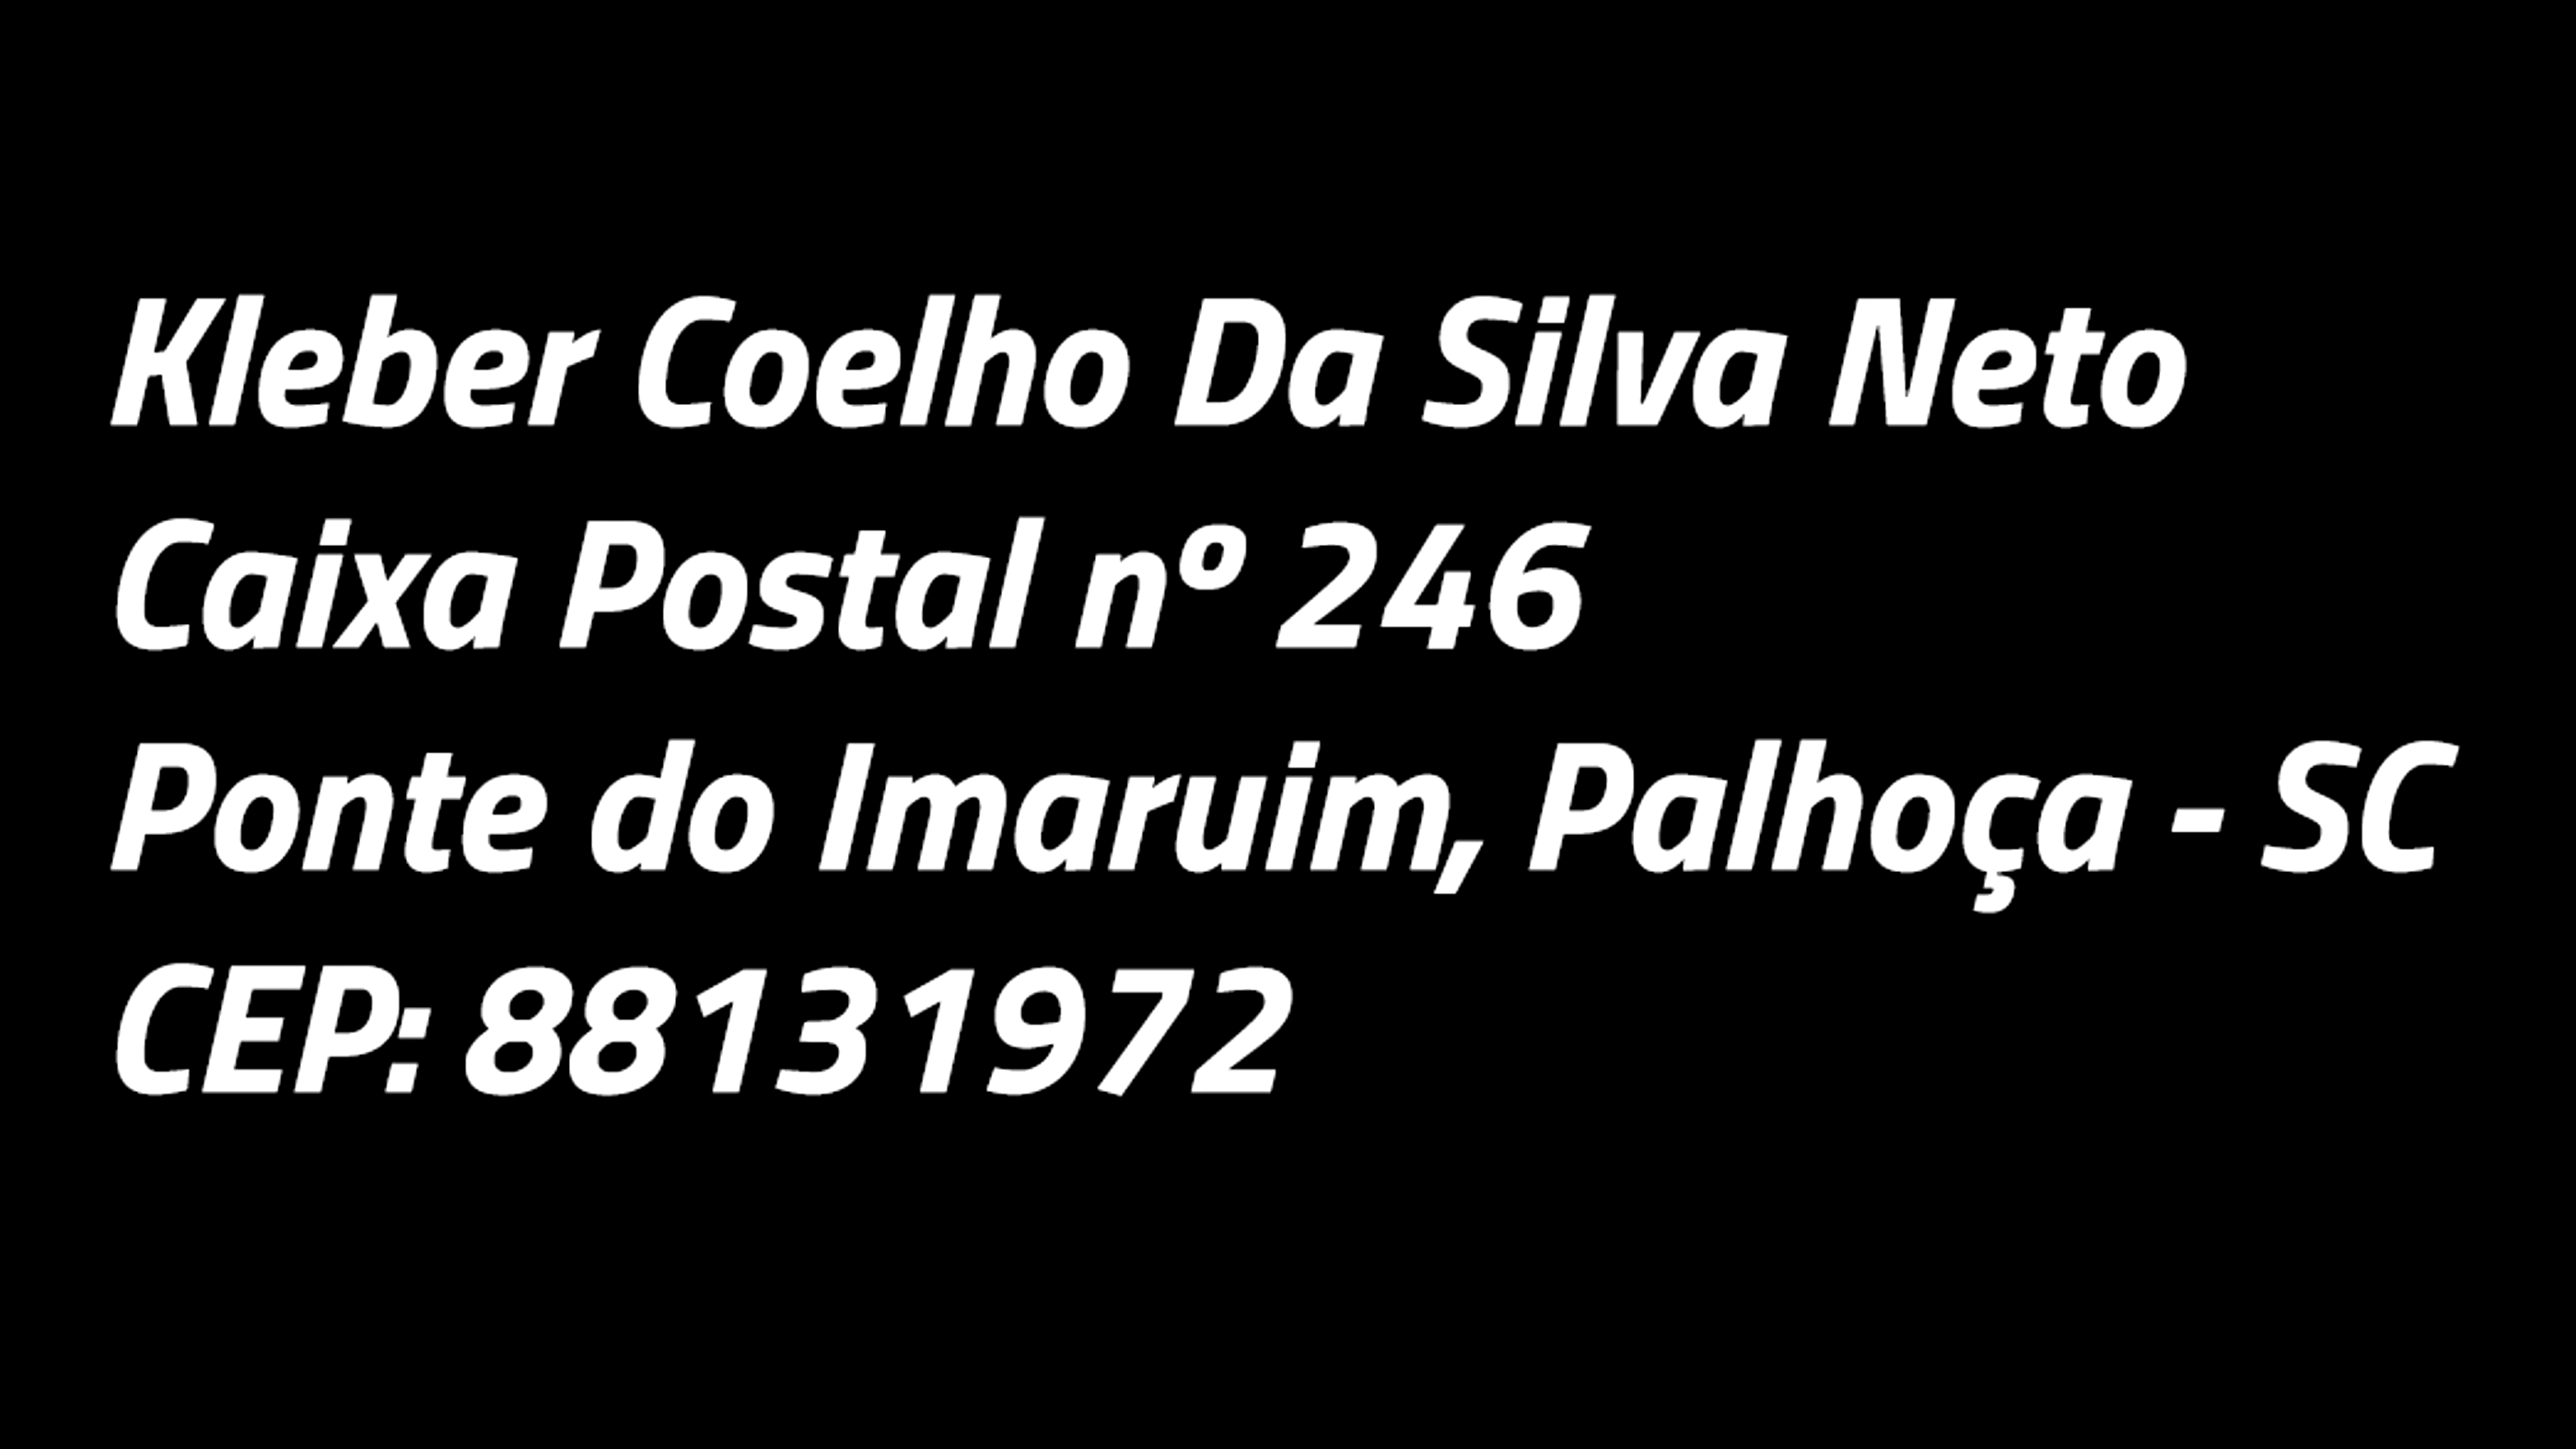 Kleber Coelho Da Silva Neto
Caixa Postal nº 246
Ponte do Imaruim, Palhoça - SC
CEP: 88131972